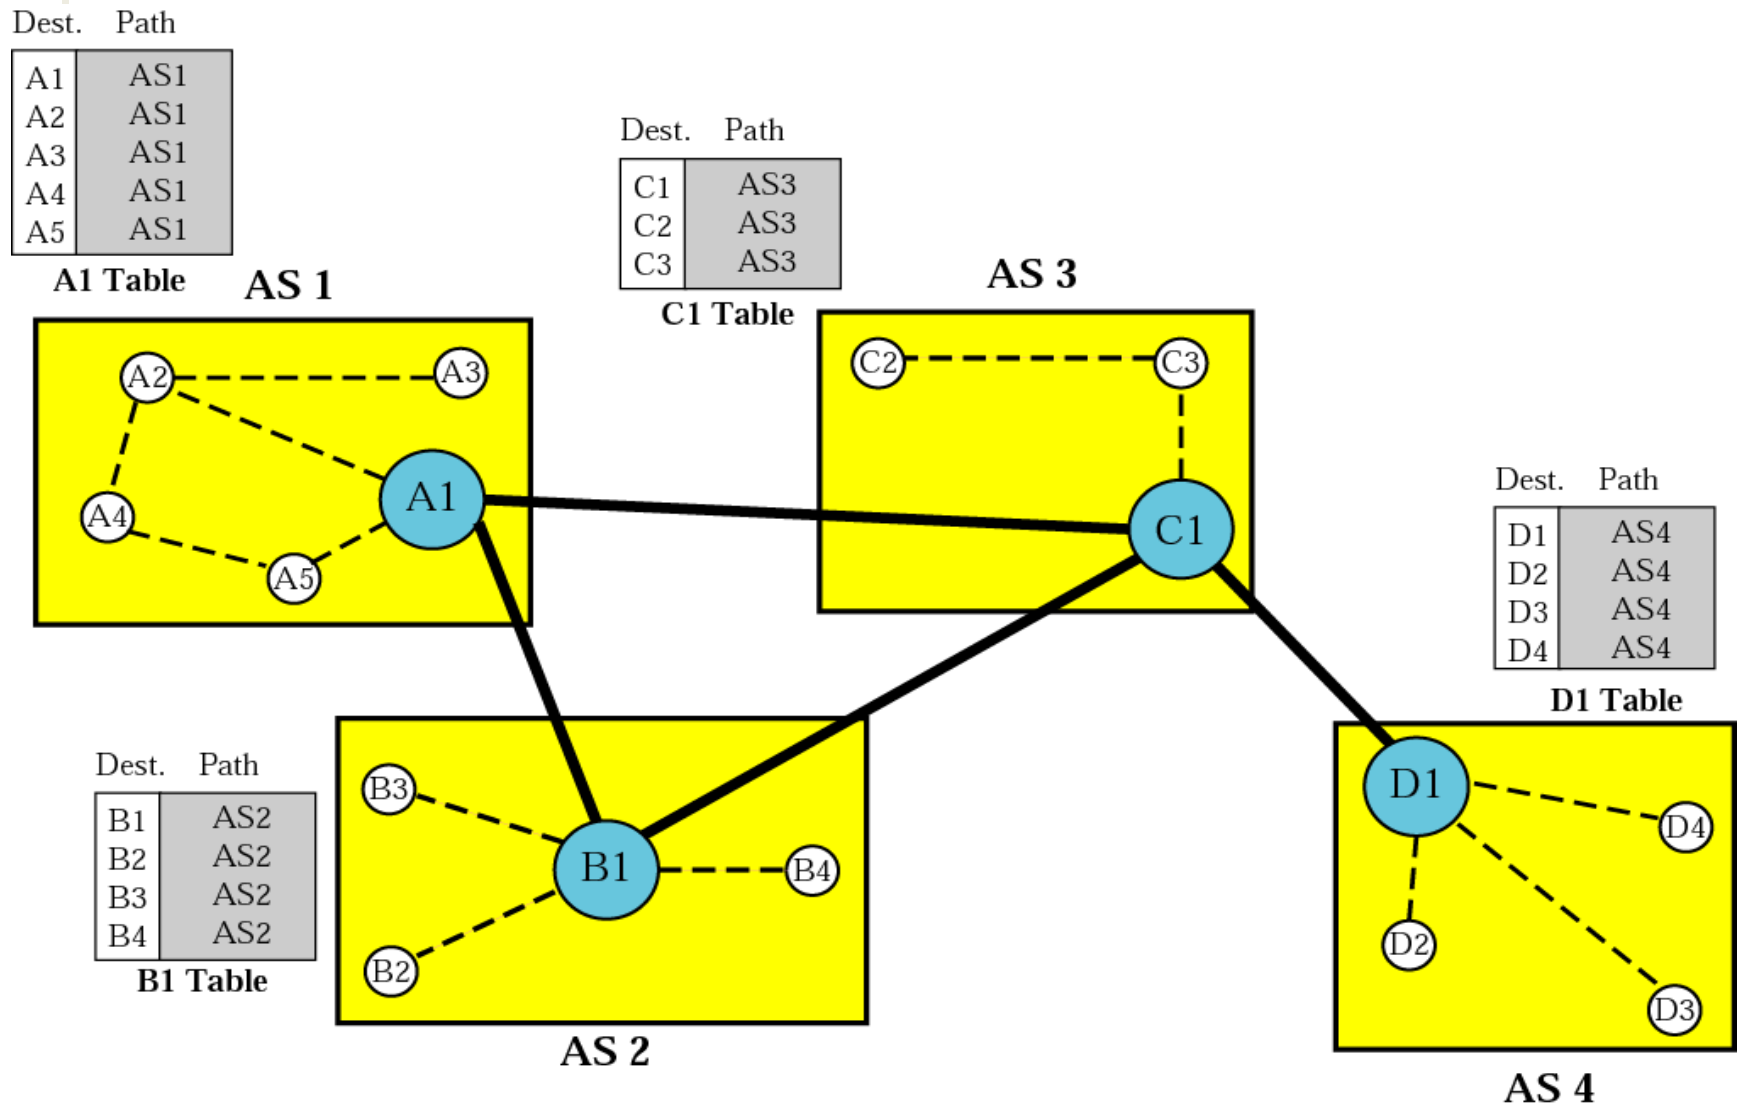 Dest. Path
A1 AS1
A2 AS1
A3 AS1
A4 AS1
A5 AS1
A1 Table
AS 1
Dest. Path
C1 AS3
C2 AS3
C3 AS3
C1 Table
AS 3
A2
A3
A4
A5
A1
C2
C3
C1
Dest. Path
D1 AS4
D2 AS4
D3 AS4
D4 AS4
D1 Table
Dest. Path
B1 AS2
B2 AS2
B3 AS2
B4 AS2
B1 Table
B3
B1
B4
B2
AS 2
D1
D4
D2
D3
AS 4